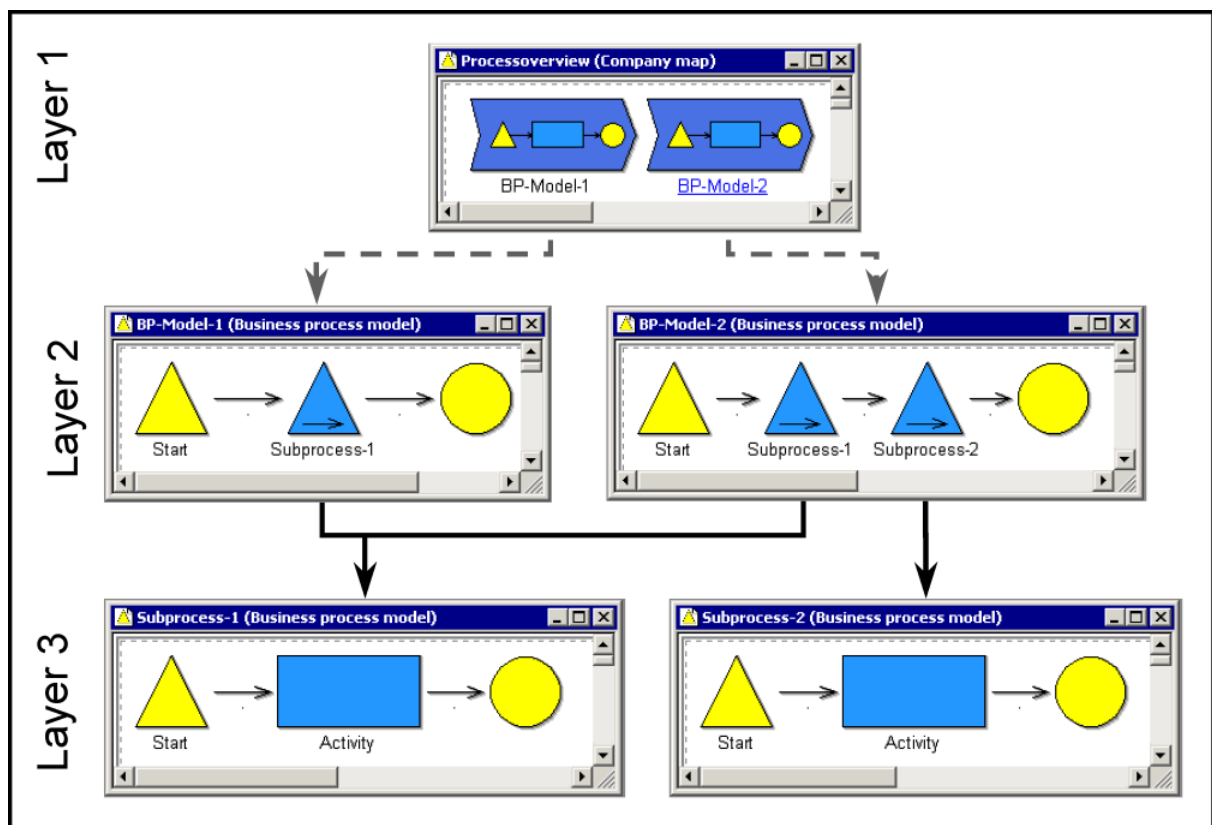 Layer 1
Processoverview (Company map)
BP-Model-1
BP-Model-2
Layer 2
BP-Model-1 (Business process model)
Start
Subprocess-1
BP-Model-2 (Business process model)
Start
Subprocess-1
Subprocess-2
Layer 3
Subprocess-1 (Business process model)
Start
Activity
Subprocess-2 (Business process model)
Start
Activity